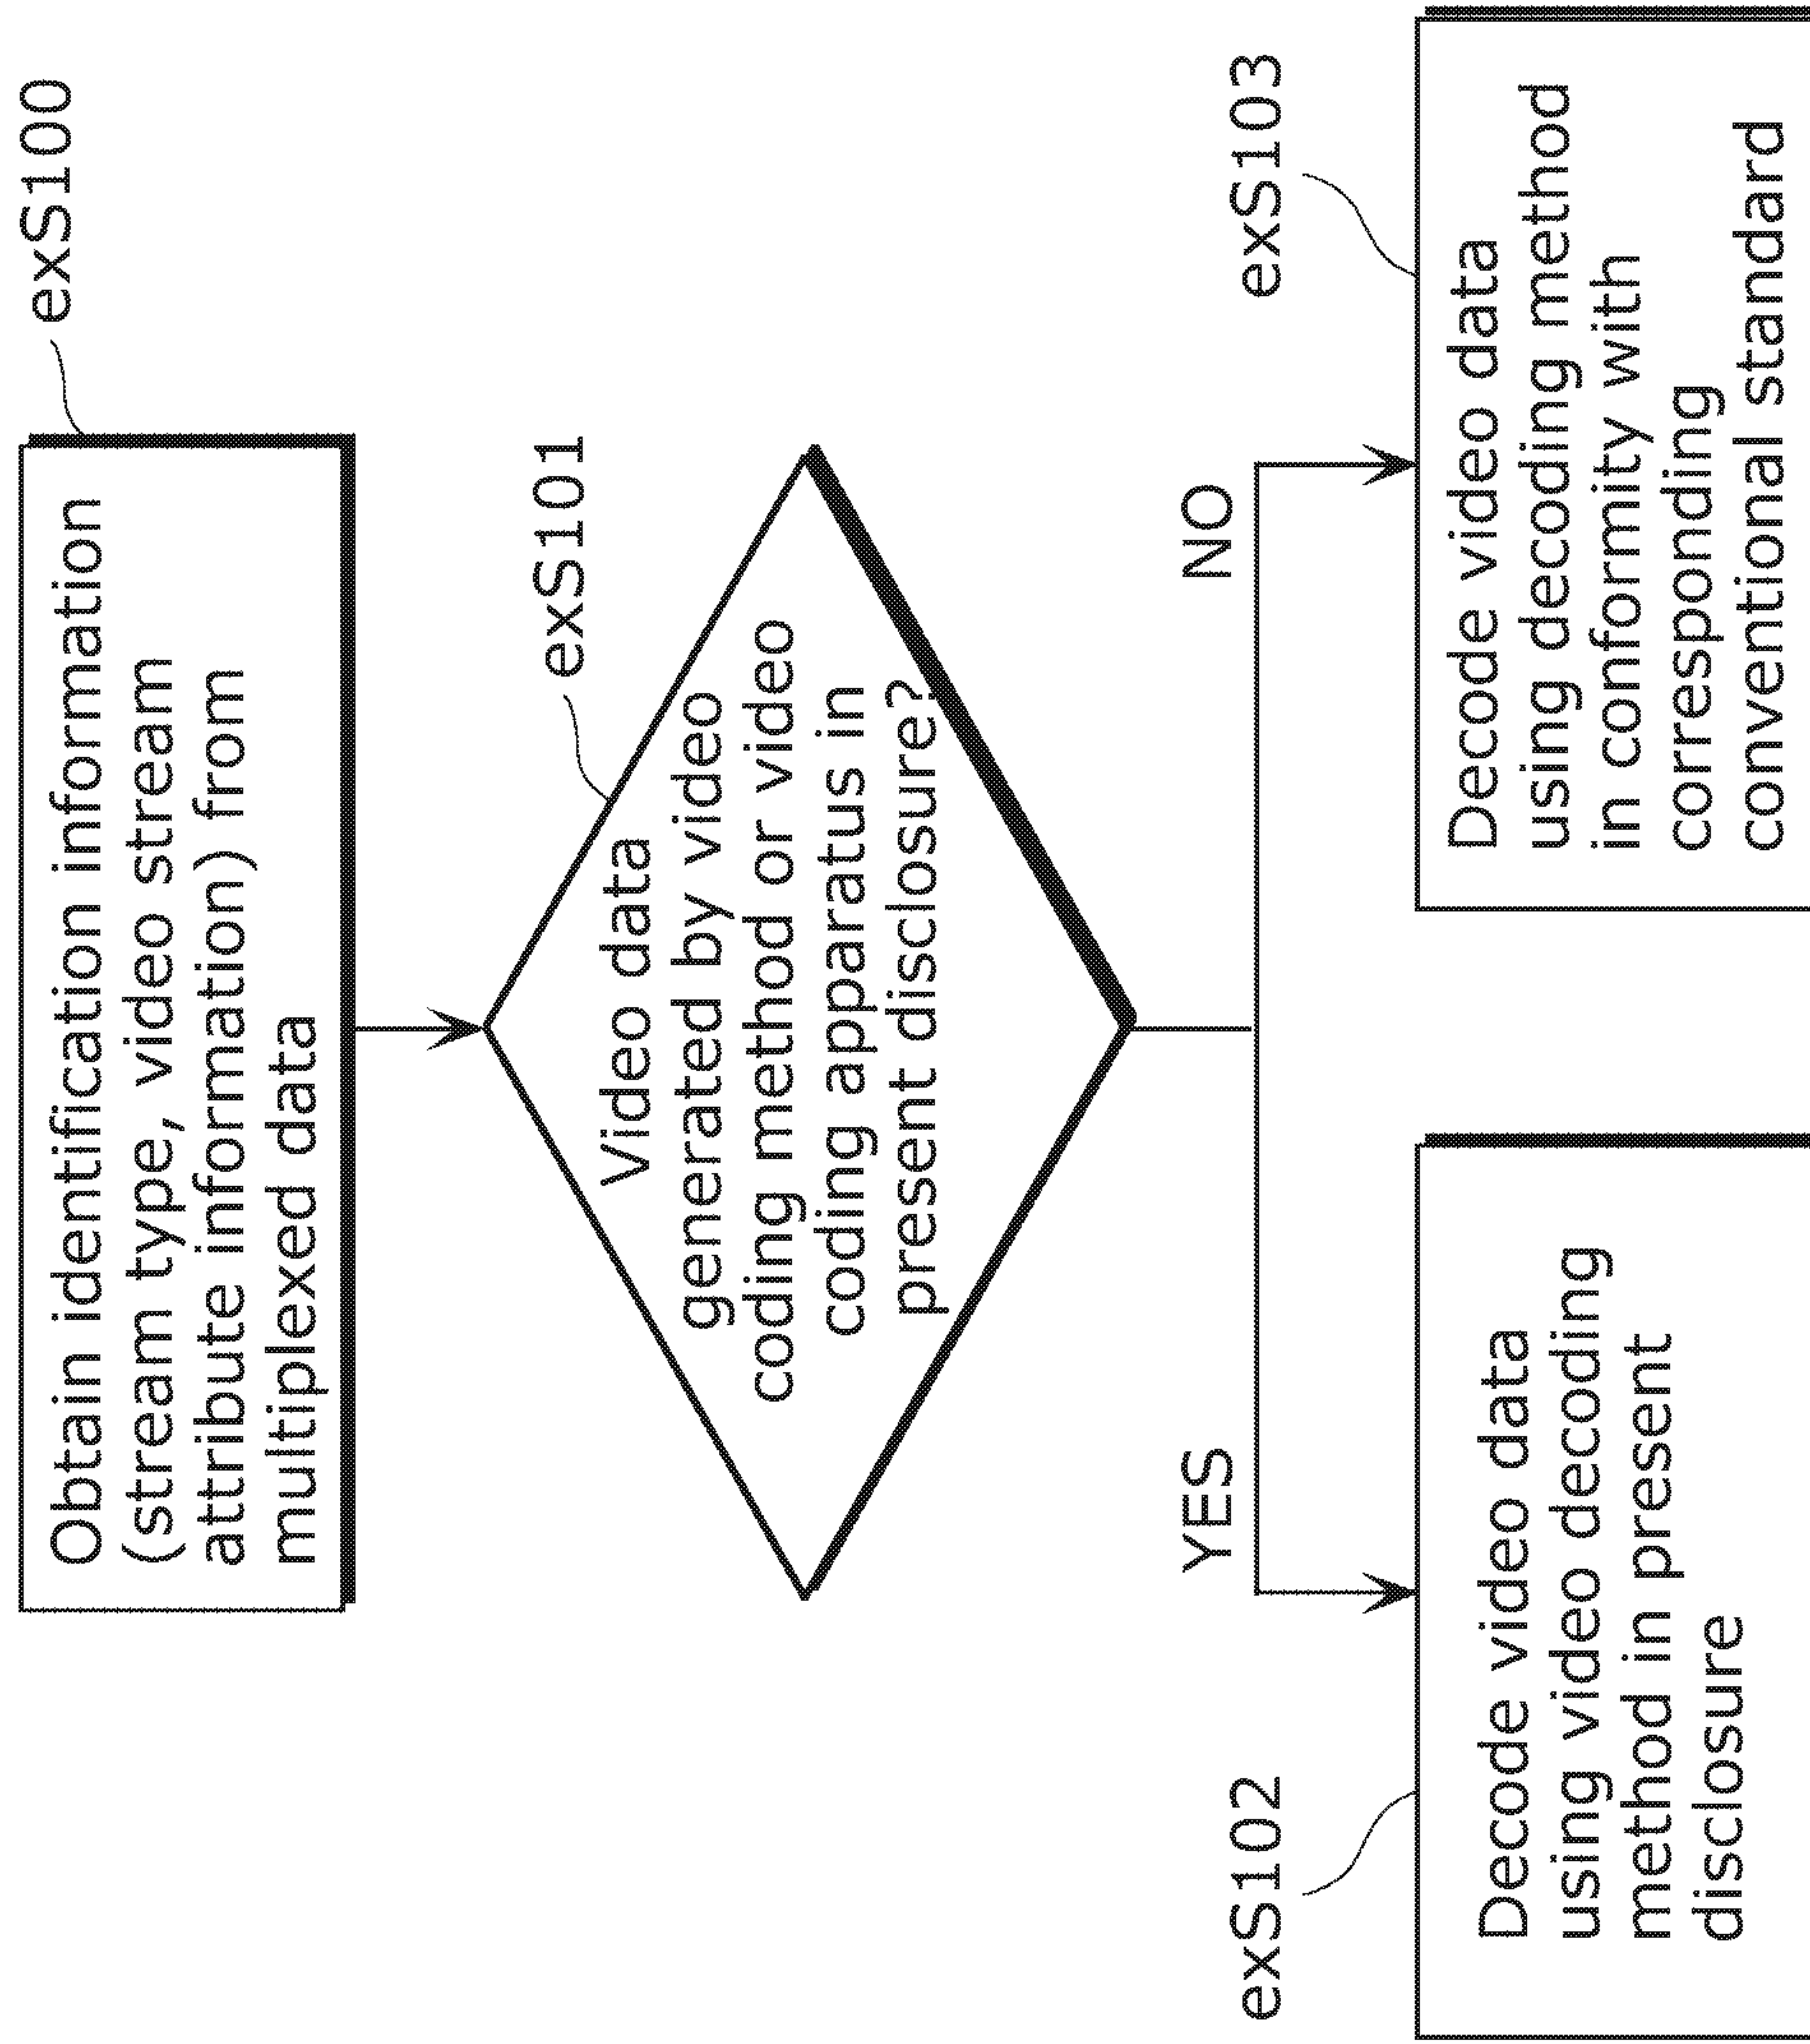 exS100
Obtain identification information
(stream type, video stream
attribute information) from
multiplexed data
exS101
Video data
generated by video
coding method or video
coding apparatus in
present disclosure?
YES
NO
exS102
Decode video data
using video decoding
method in present
disclosure
exS103
Decode video data
using decoding method
in conformity with
corresponding
conventional standard